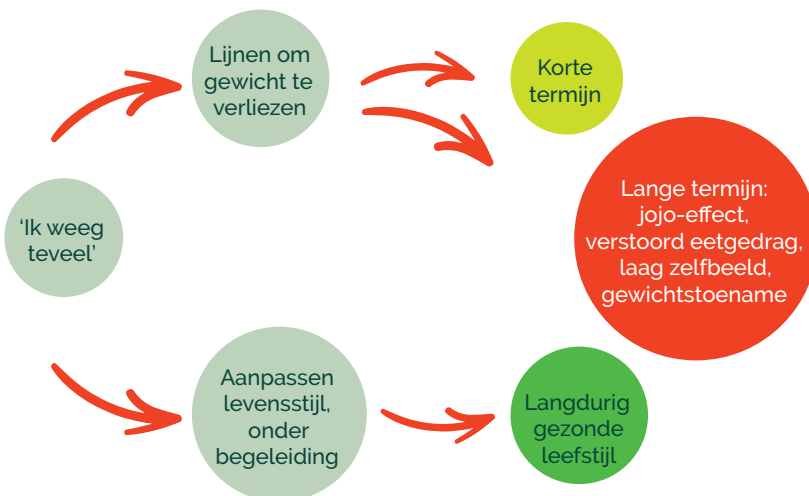 Lijnen om
gewicht te
verliezen
Korte
termijn
Lange termijn:
jojo-effect,
verstoord eetgedrag,
laag zelfbeeld,
gewichtstoename
‘Ik weeg
teveel’
Aanpassen
levensstijl,
onder
begeleiding
Langdurig
gezonde
leefstijl